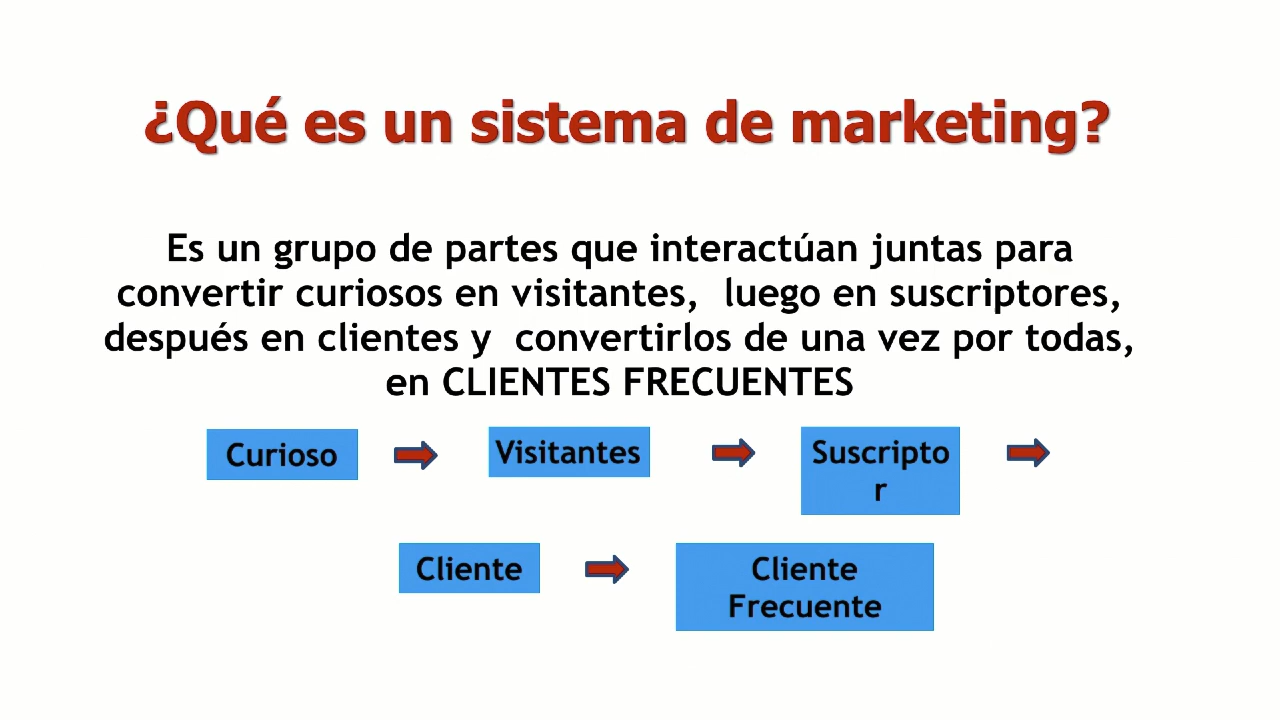 ¿Qué es un sistema de marketing?
Es un grupo de partes que interactúan juntas para
convertir curiosos en visitantes,  luego en suscriptores,
después en clientes y  convertirlos de una vez por todas,
en CLIENTES FRECUENTES
Curioso
Visitantes
Suscripto
r
Cliente
Cliente
Frecuente